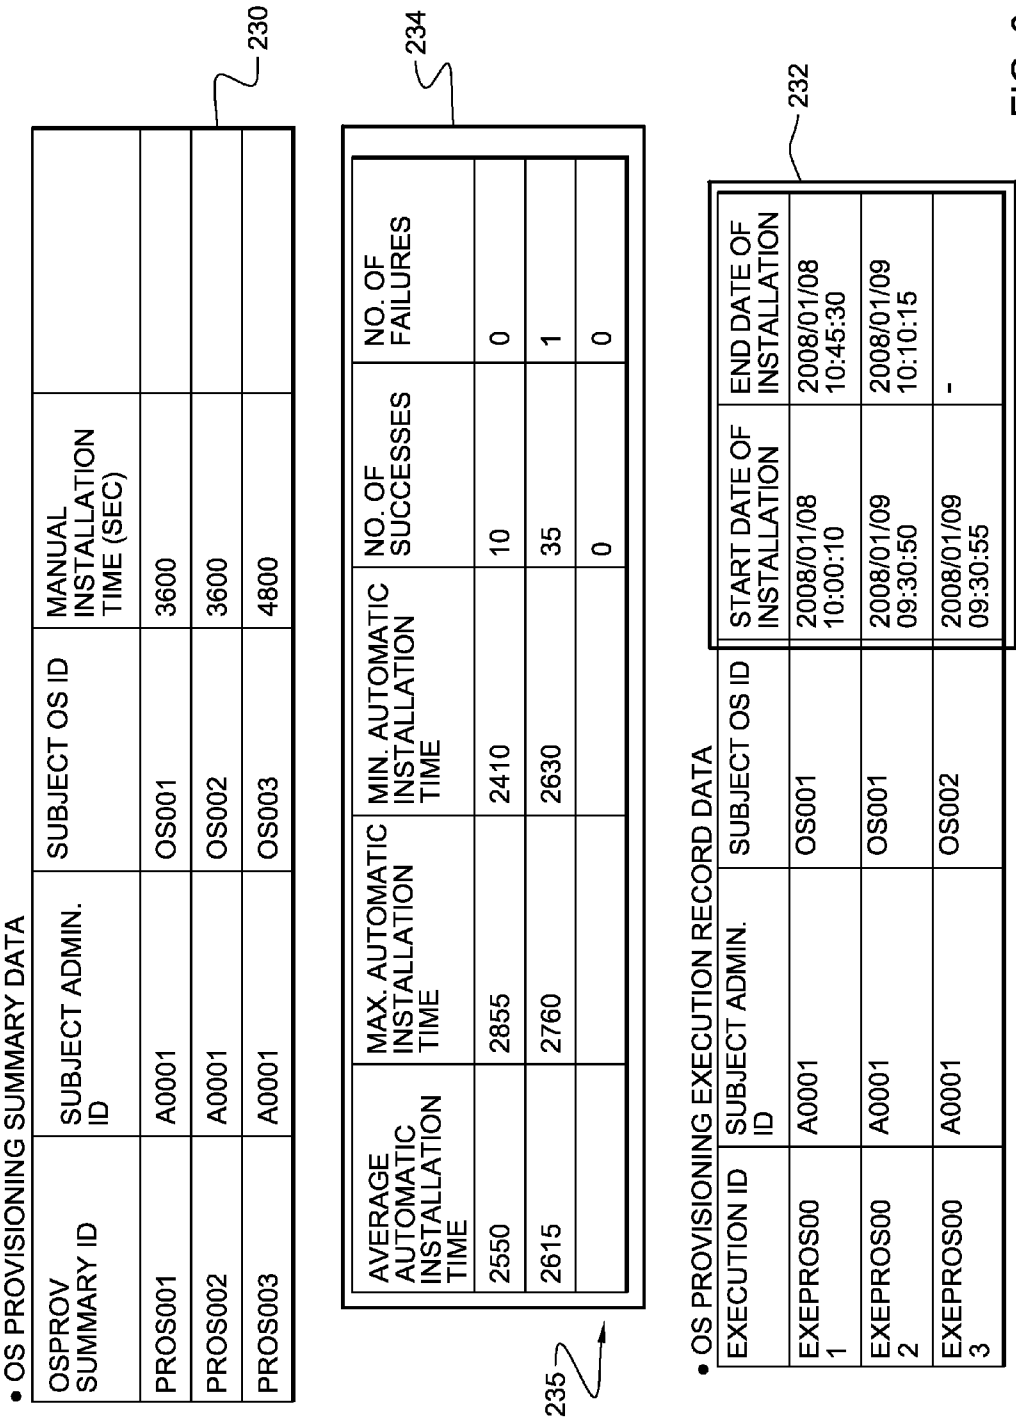 • OS PROVISIONING SUMMARY DATA
OSPROV
SUMMARY ID
SUBJECT ADMIN.
ID
SUBJECT OS ID
MANUAL
INSTALLATION
TIME (SEC)
PROS001 A0001 OS001 3600
PROS002 A0001 OS002 3600
PROS003 A0001 OS003 4800
230
AVERAGE
AUTOMATIC
INSTALLATION
TIME
MAX. AUTOMATIC
INSTALLATION
TIME
MIN. AUTOMATIC
INSTALLATION
TIME
NO. OF
SUCCESSES
NO. OF
FAILURES
2550 2855 2410 10 0
2615 2760 2630 35 1
0 0
234
235
• OS PROVISIONING EXECUTION RECORD DATA
EXECUTION ID
SUBJECT ADMIN.
ID
SUBJECT OS ID
START DATE OF
INSTALLATION
END DATE OF
INSTALLATION
EXEPROS00
1
A0001
OS001
2008/01/08
10:00:10
2008/01/08
10:45:30
EXEPROS00
2
A0001
OS001
2008/01/09
09:30:50
2008/01/09
10:10:15
EXEPROS00
3
A0001
OS002
2008/01/09
09:30:55
-
232